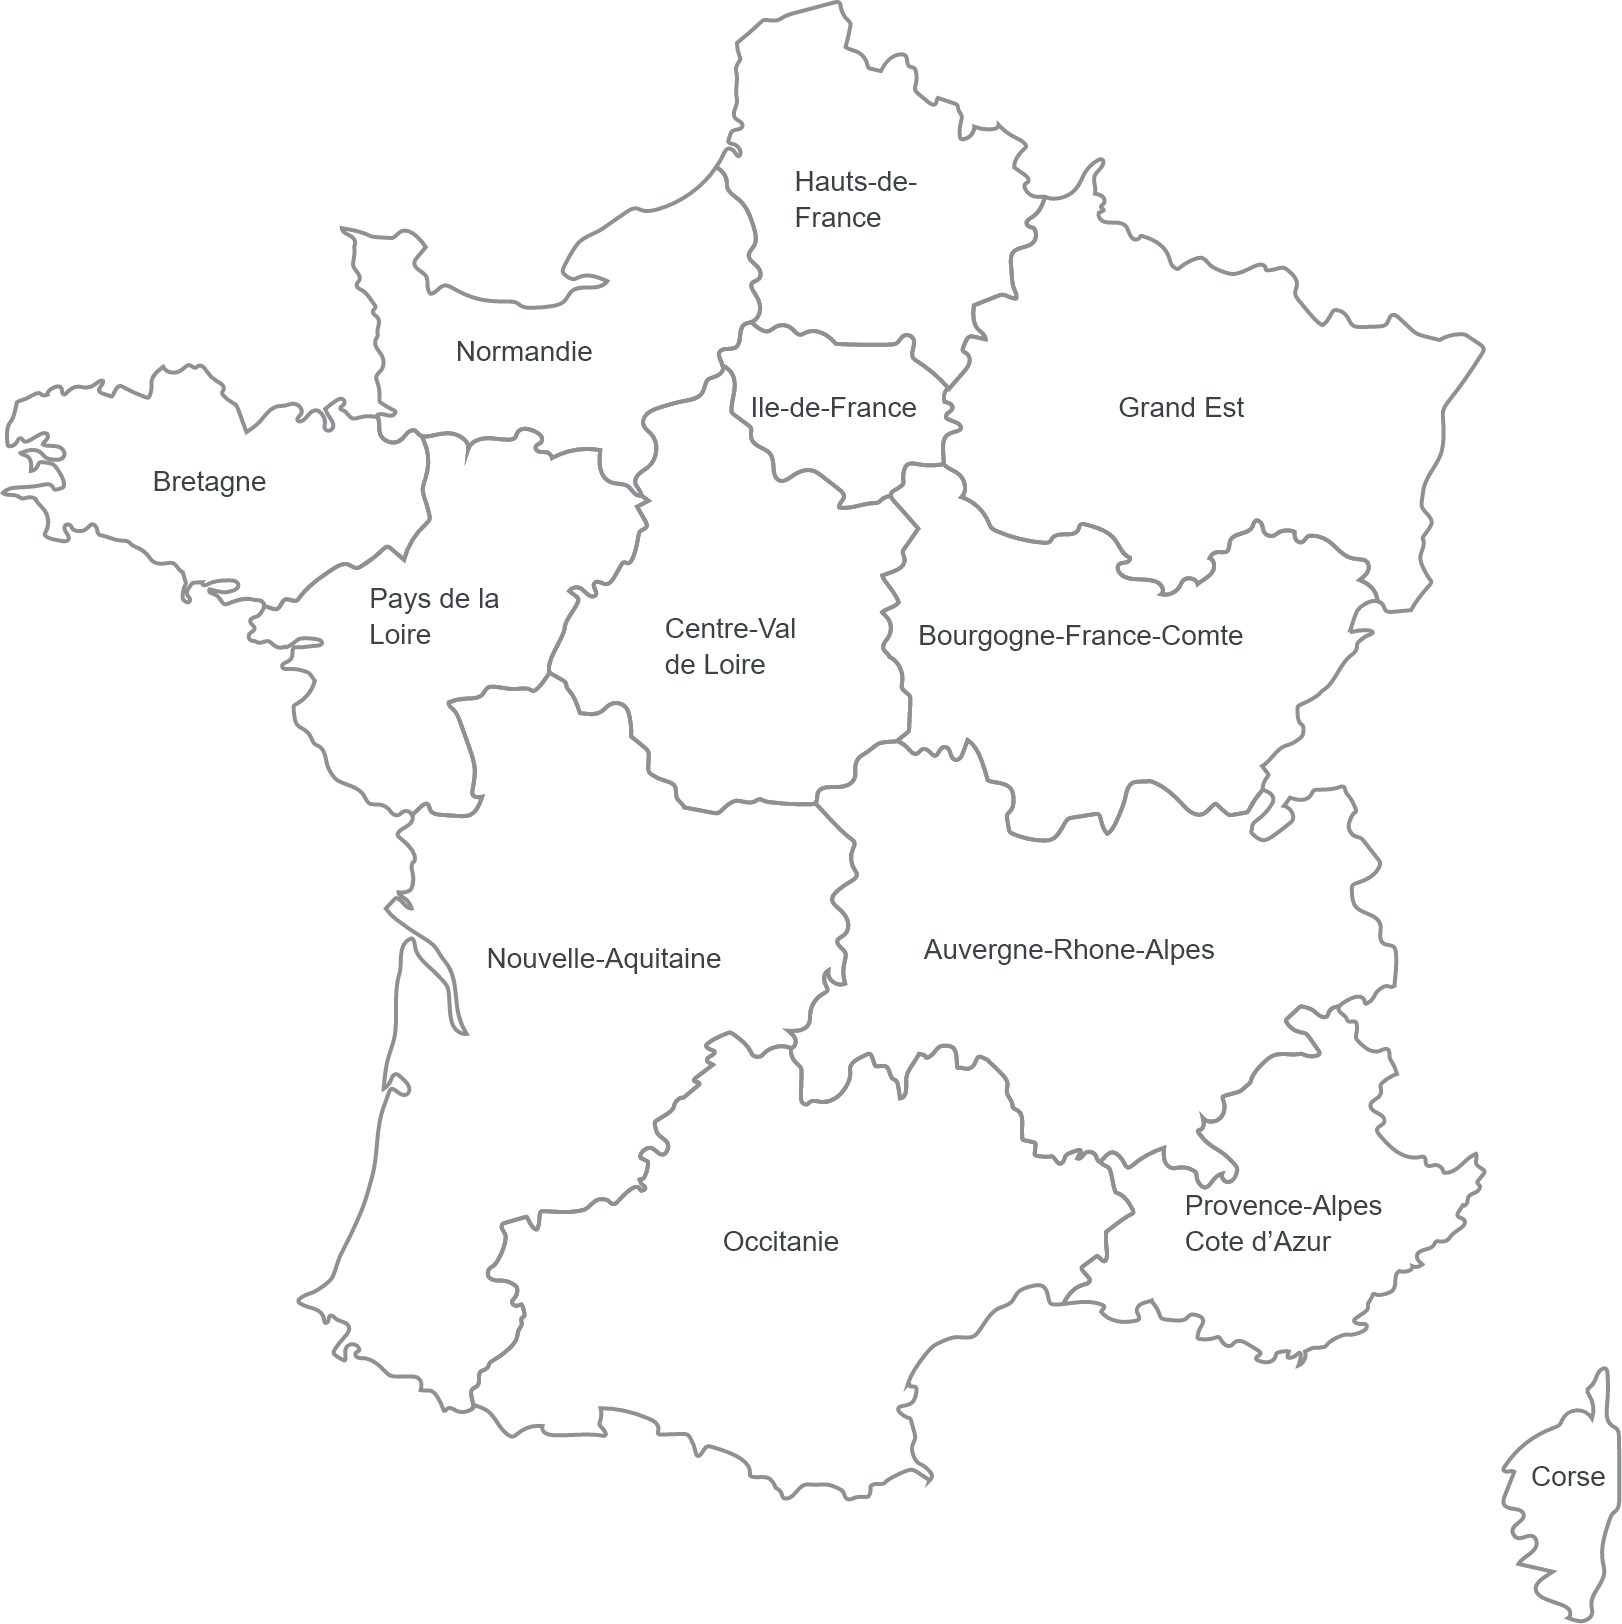 Hauts-de-
France
Normandie
Ile-de-France
Grand Est
Bretagne
Pays de la
Loire
Centre-Val
de Loire
Bourgogne-France-Comte
Nouvelle-Aquitaine
Auvergne-Rhone-Alpes
Occitanie
Provence-Alpes
Cote d’Azur
Corse